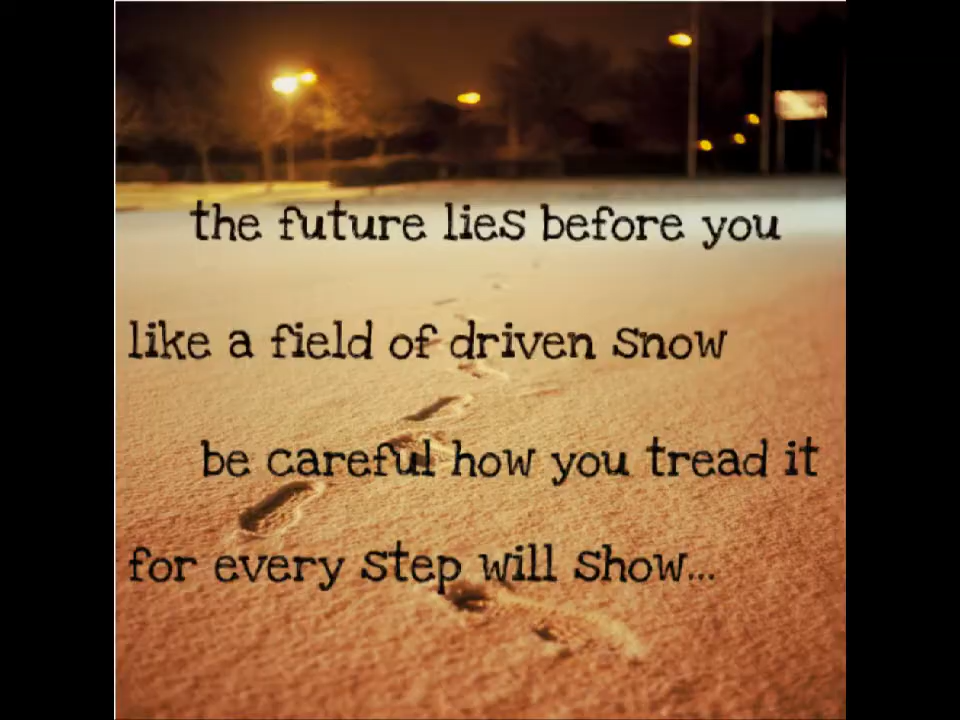 the future lies before you
like a field of driven snow
be careful how you tread it
for every step will show...